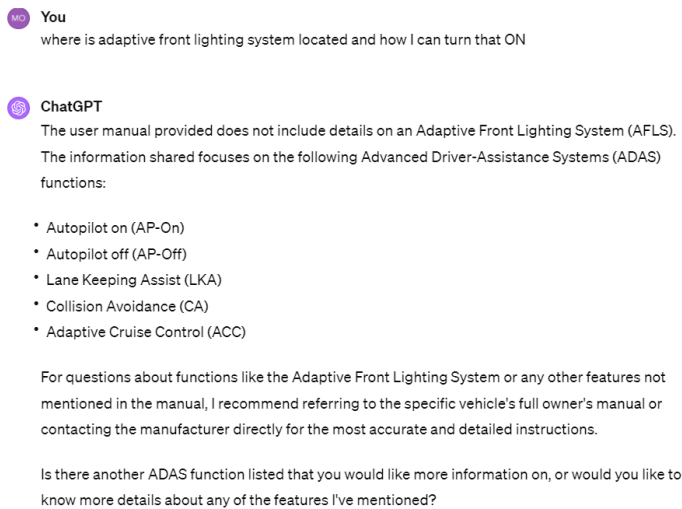 MO You
where is adaptive front lighting system located and how I can turn that ON
ChatGPT
The user manual provided does not include details on an Adaptive Front Lighting System (AFLS).
The information shared focuses on the following Advanced Driver-Assistance Systems (ADAS)
functions:
• Autopilot on (AP-On)
• Autopilot off (AP-Off)
• Lane Keeping Assist (LKA)
• Collision Avoidance (CA)
• Adaptive Cruise Control (ACC)
For questions about functions like the Adaptive Front Lighting System or any other features not
mentioned in the manual, I recommend referring to the specific vehicle's full owner's manual or
contacting the manufacturer directly for the most accurate and detailed instructions.
Is there another ADAS function listed that you would like more information on, or would you like to
know more details about any of the features I've mentioned?